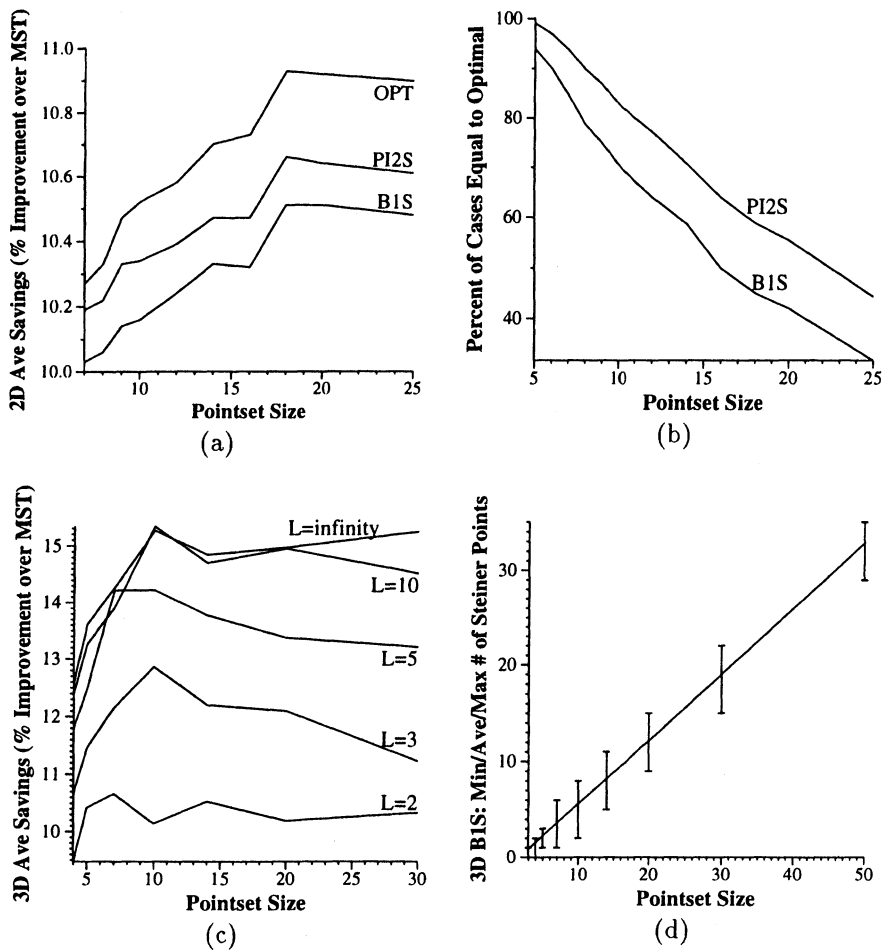 2D Ave Savings (% Improvement over MST)
11.0
10.8
10.6
10.4
10.2
10.0
OPT
PI2S
B1S
10
15
20
25
Pointset Size
(a)
Percent of Cases Equal to Optimal
100
80
60
40
PI2S
B1S
5
10
15
20
25
Pointset Size
(b)
3D Ave Savings (% Improvement over MST)
15
14
13
12
11
10
L=infinity
L=10
L=5
L=3
L=2
5
10
15
20
25
30
Pointset Size
(c)
3D B1S: Min/Ave/Max # of Steiner Points
30
20
10
0
10
20
30
40
50
Pointset Size
(d)